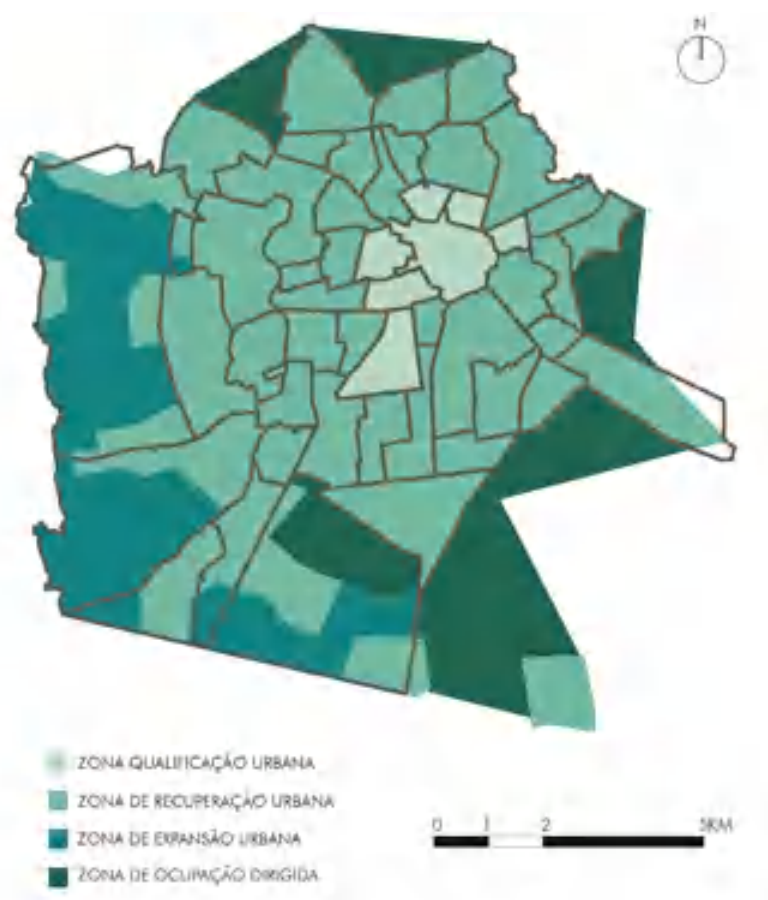 N
ZONA QUALIFICAÇÃO URBANA
ZONA DE RECUPERAÇÃO URBANA
ZONA DE EXPANSÃO URBANA
ZONA DE OCUPAÇÃO DIRIGIDA
0 1 2 5KM